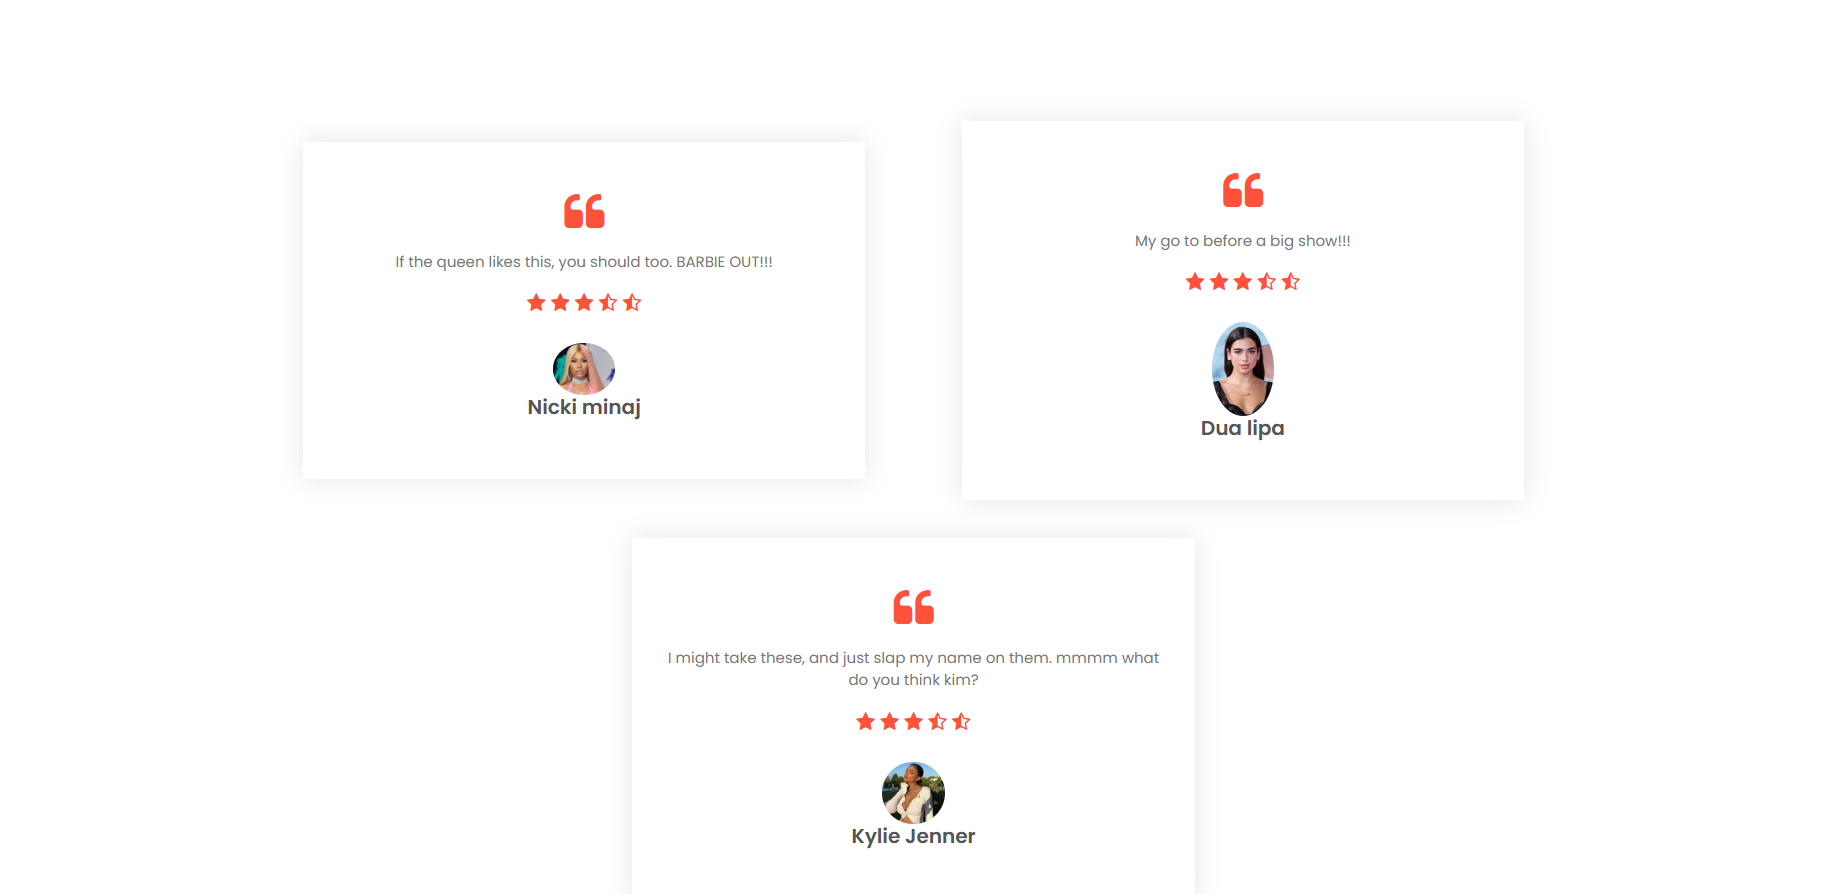 If the queen likes this, you should too. BARBIE OUT!!!
Nicki minaj
My go to before a big show!!!
Dua lipa
I might take these, and just slap my name on them. mmmm what
do you think kim?
Kylie Jenner